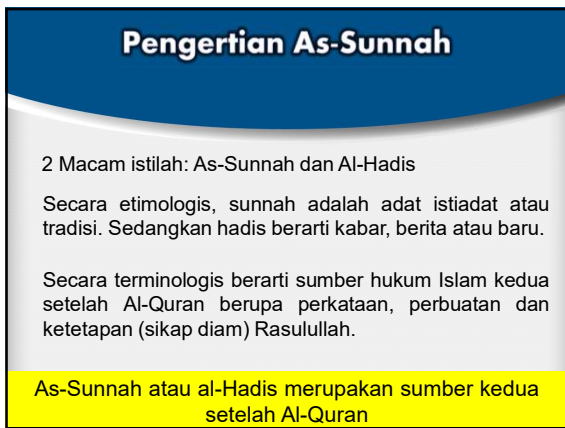 Pengertian As-Sunnah
2 Macam istilah: As-Sunnah dan Al-Hadis
Secara etimologis, sunnah adalah adat istiadat atau
tradisi. Sedangkan hadis berarti kabar, berita atau baru.
Secara terminologis berarti sumber hukum Islam kedua
setelah Al-Quran berupa perkataan, perbuatan dan
ketetapan (sikap diam) Rasulullah.
As-Sunnah atau al-Hadis merupakan sumber kedua
setelah Al-Quran